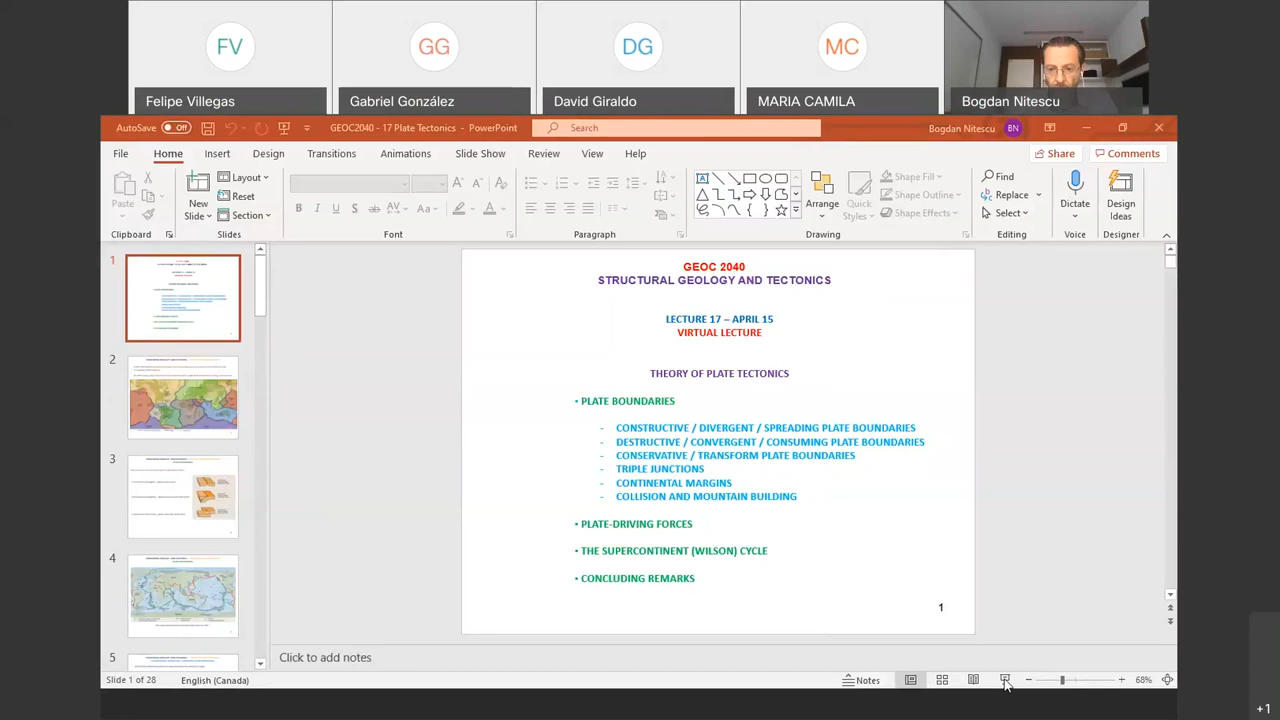 FV
GG
DG
MC
Felipe Villegas
Gabriel González
David Giraldo
MARIA CAMILA
Bogdan Nitescu
AutoSave Off
GEOC2040 - 17 Plate Tectonics - PowerPoint
Search
Bogdan Nitescu BN
File Home Insert Design Transitions Animations Slide Show Review View Help
Share Comments
Paste
New Slide
Layout
Reset
Section
B I U S ab AV Aa A
Arrange
Quick Styles
Shape Fill
Shape Outline
Shape Effects
Find
Replace
Select
Dictate
Design Ideas
Clipboard Slides Font Paragraph Drawing Editing Voice Designer
1
2
3
4
5
GEOC 2040
STRUCTURAL GEOLOGY AND TECTONICS
LECTURE 17 – APRIL 15
VIRTUAL LECTURE
THEORY OF PLATE TECTONICS
• PLATE BOUNDARIES
- CONSTRUCTIVE / DIVERGENT / SPREADING PLATE BOUNDARIES
- DESTRUCTIVE / CONVERGENT / CONSUMING PLATE BOUNDARIES
- CONSERVATIVE / TRANSFORM PLATE BOUNDARIES
- TRIPLE JUNCTIONS
- CONTINENTAL MARGINS
- COLLISION AND MOUNTAIN BUILDING
• PLATE-DRIVING FORCES
• THE SUPERCONTINENT (WILSON) CYCLE
• CONCLUDING REMARKS
1
Click to add notes
Slide 1 of 28 English (Canada)
Notes
68%
+1